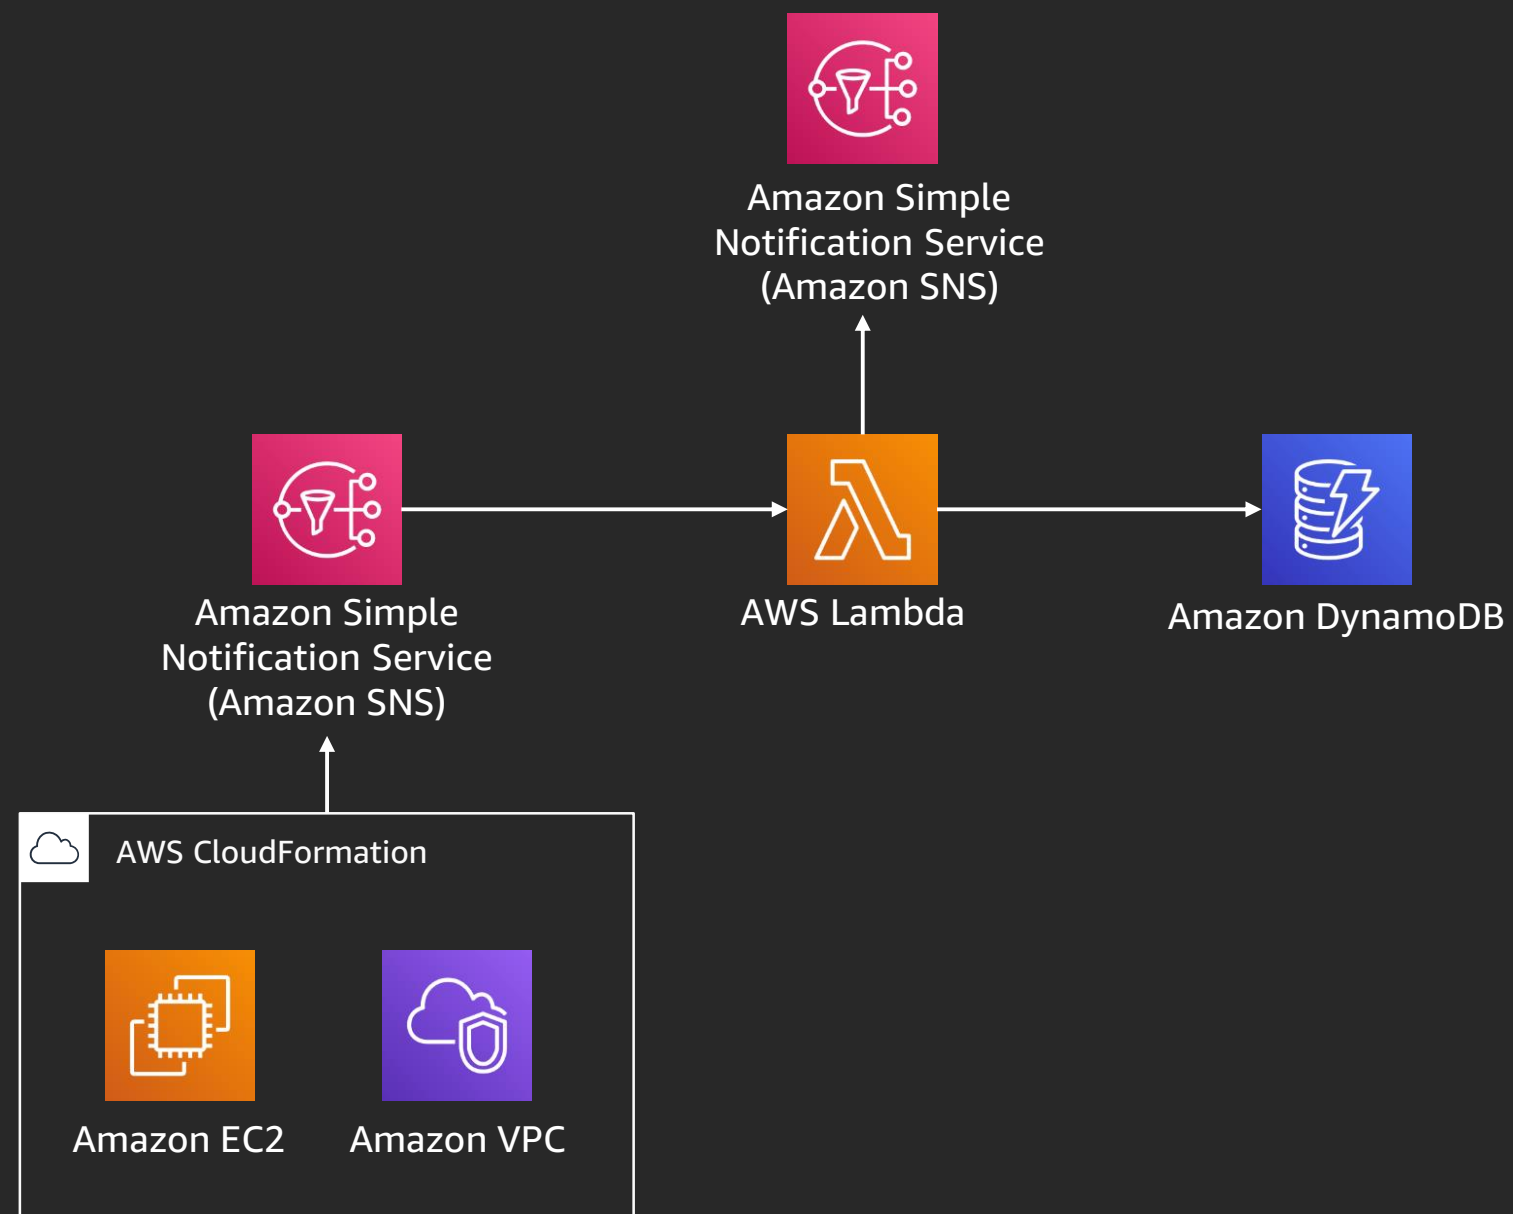 Amazon Simple
Notification Service
(Amazon SNS)
Amazon Simple
Notification Service
(Amazon SNS)
AWS Lambda
Amazon DynamoDB
AWS CloudFormation
Amazon EC2
Amazon VPC